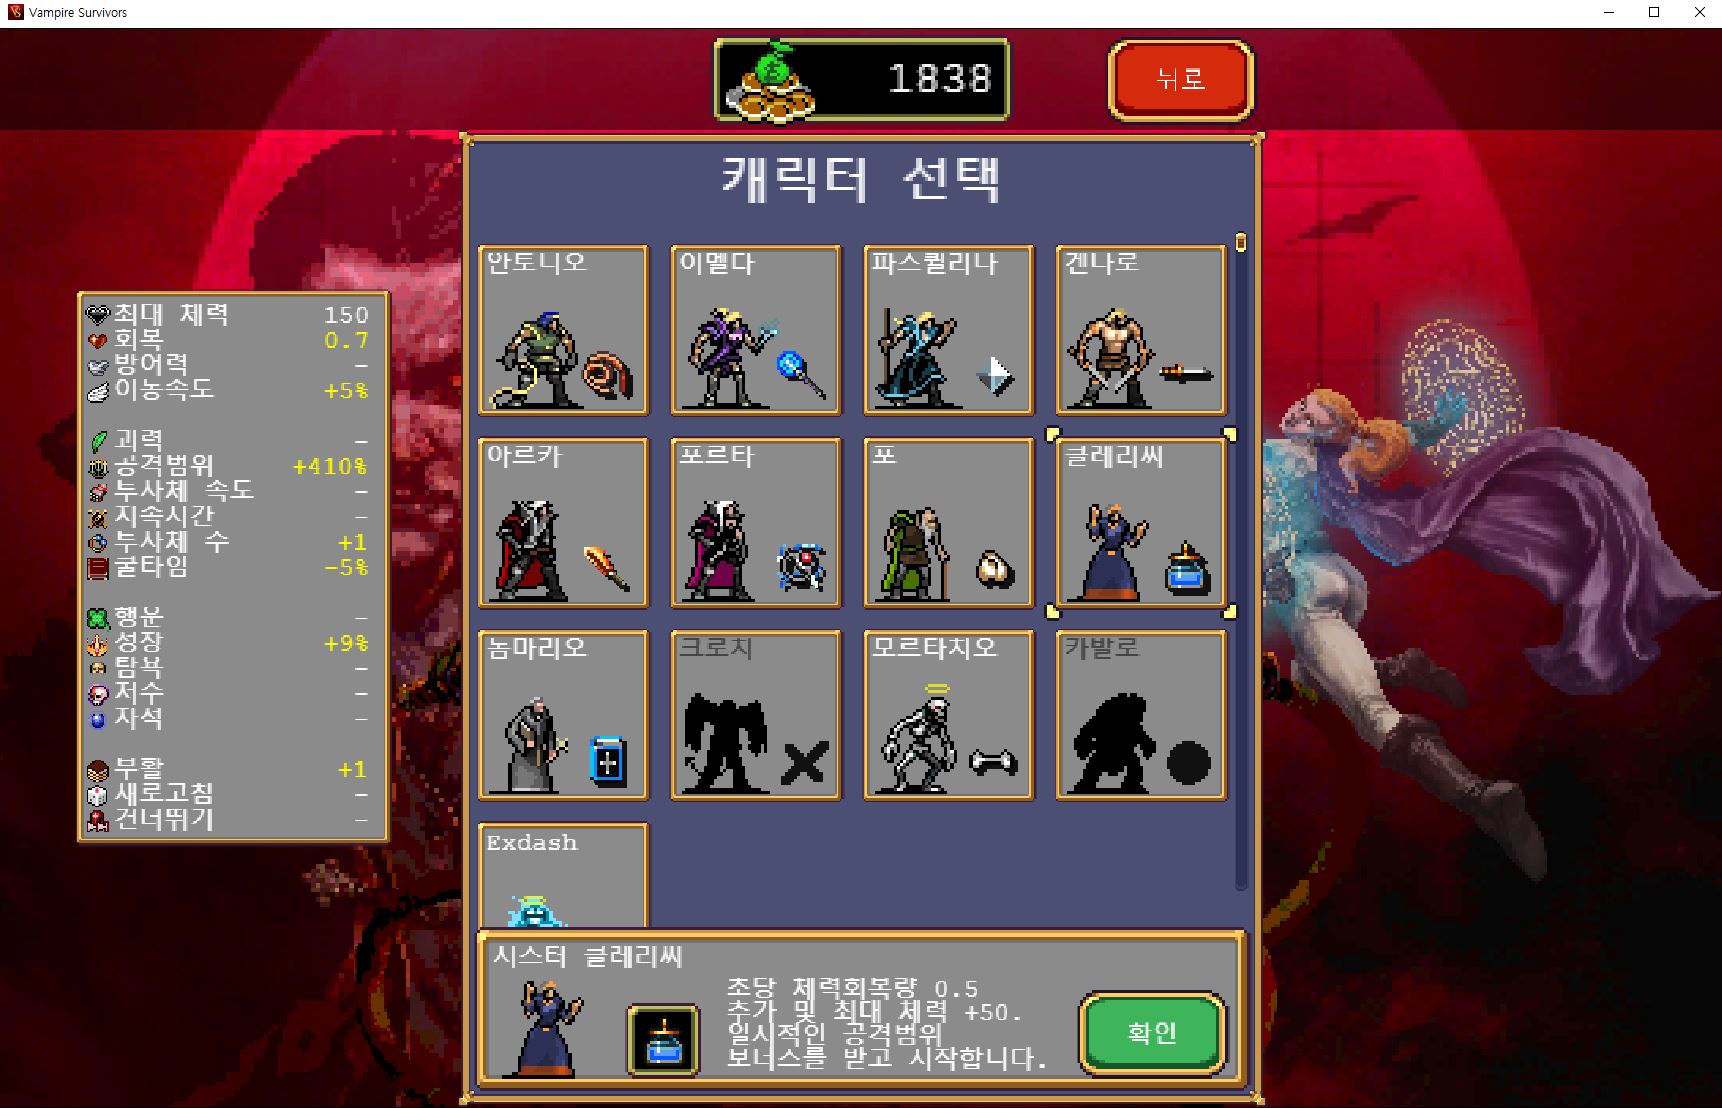 Vampire Survivors
1838
뒤로
캐릭터 선택
안토니오
이멜다
파스퀄리나
겐나로
최대 체력 150
회복 0.7
방어력 -
이동속도 +5%
괴력 -
공격범위 +410%
투사체 속도 -
지속시간 -
투사체 수 +1
쿨타임 -5%
행운 -
성장 +9%
탐욕 -
저주 -
자석 -
부활 +1
새로고침 -
건너뛰기 -
아르카
포르타
포
클레리씨
놈마리오
크로치
모르타치오
카발로
Exdash
시스터 클레리씨
초당 체력회복량 0.5
추가 및 최대 체력 +50.
일시적인 공격범위
보너스를 받고 시작합니다.
확인